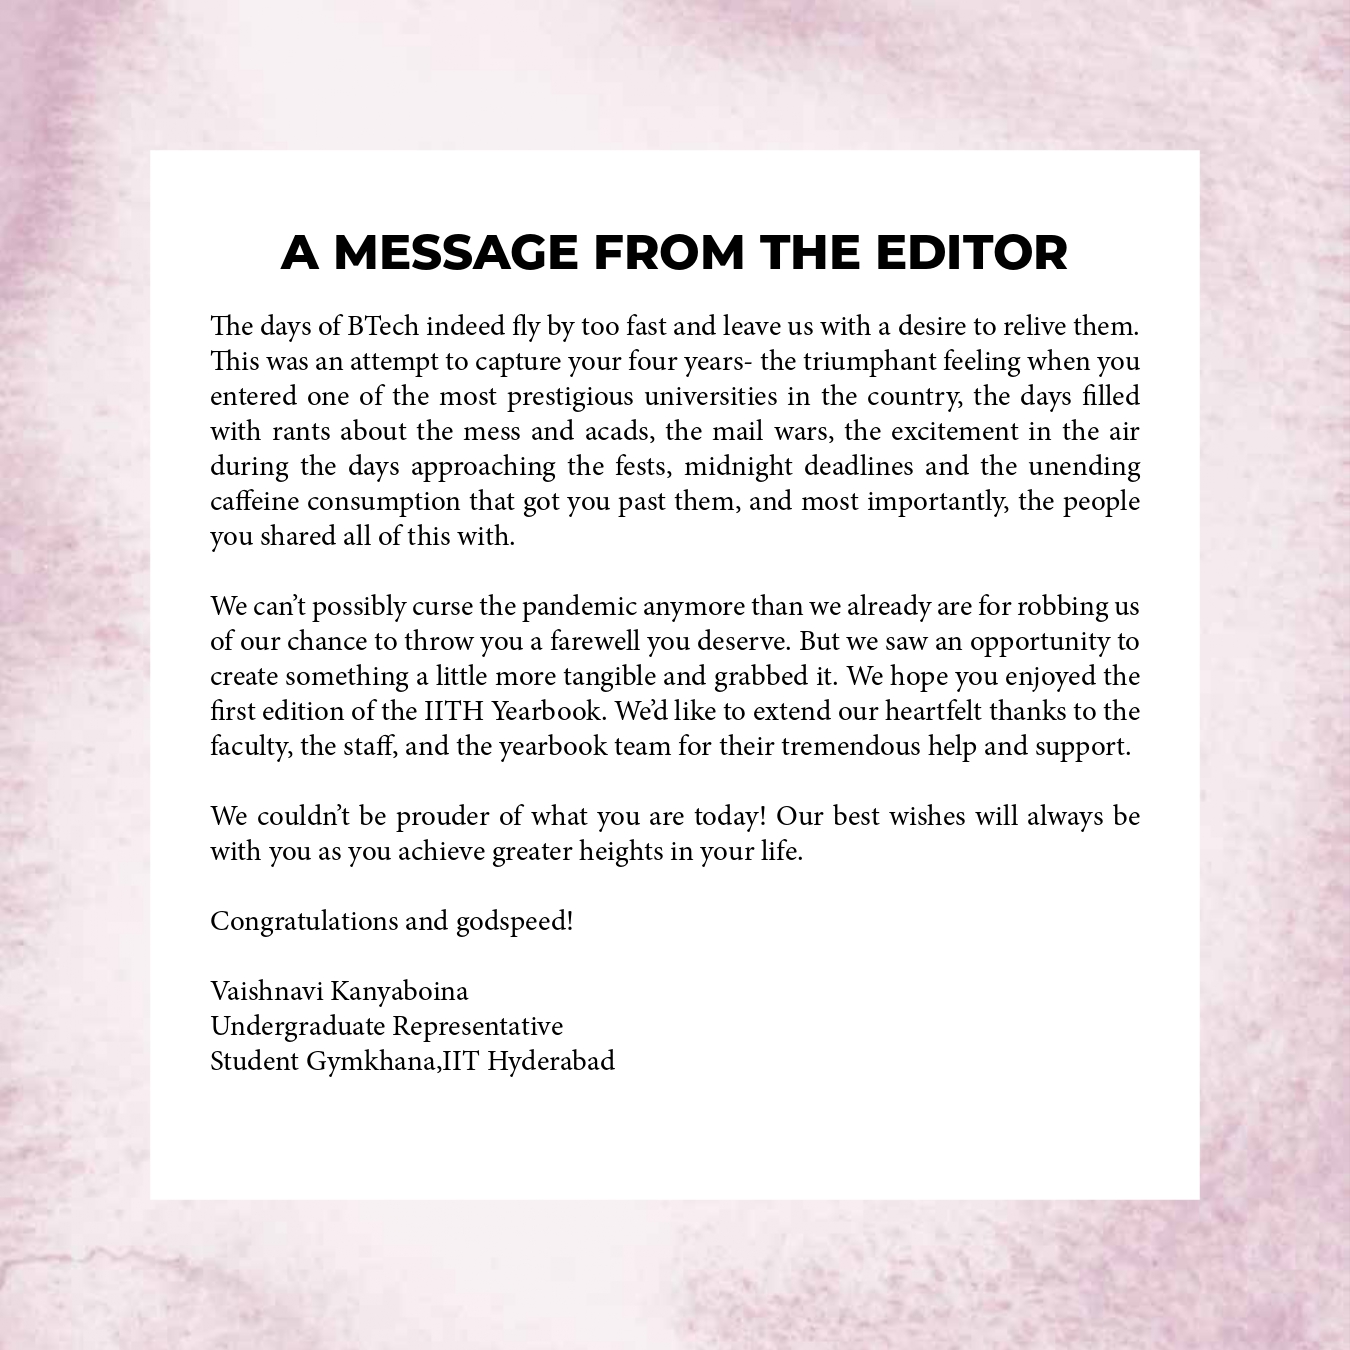 A MESSAGE FROM THE EDITOR
The days of BTech indeed fly by too fast and leave us with a desire to relive them.
This was an attempt to capture your four years- the triumphant feeling when you
entered one of the most prestigious universities in the country, the days filled
with rants about the mess and acads, the mail wars, the excitement in the air
during the days approaching the fests, midnight deadlines and the unending
caffeine consumption that got you past them, and most importantly, the people
you shared all of this with.
We can’t possibly curse the pandemic anymore than we already are for robbing us
of our chance to throw you a farewell you deserve. But we saw an opportunity to
create something a little more tangible and grabbed it. We hope you enjoyed the
first edition of the IITH Yearbook. We’d like to extend our heartfelt thanks to the
faculty, the staff, and the yearbook team for their tremendous help and support.
We couldn’t be prouder of what you are today! Our best wishes will always be
with you as you achieve greater heights in your life.
Congratulations and godspeed!
Vaishnavi Kanyaboina
Undergraduate Representative
Student Gymkhana,IIT Hyderabad